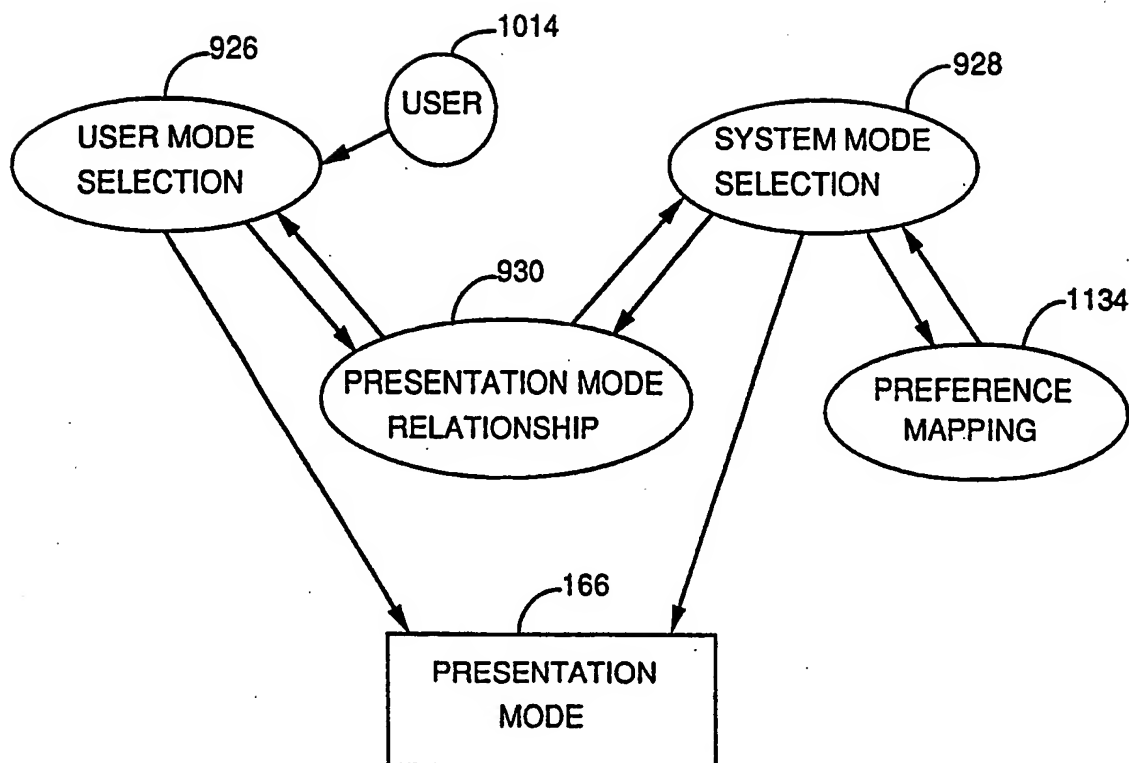 1014
926
USER
928
USER MODE
SELECTION
SYSTEM MODE
SELECTION
930
1134
PRESENTATION MODE
RELATIONSHIP
PREFERENCE
MAPPING
166
PRESENTATION
MODE